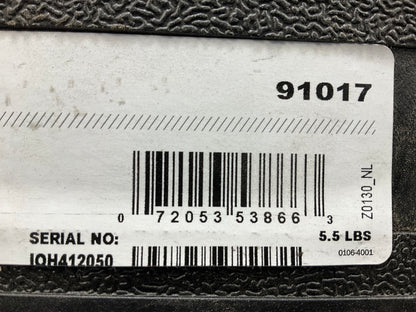 91017
0 72053 53866 3
Z0130_NL
SERIAL NO:
5.5 LBS
IOH412050
0106-4001